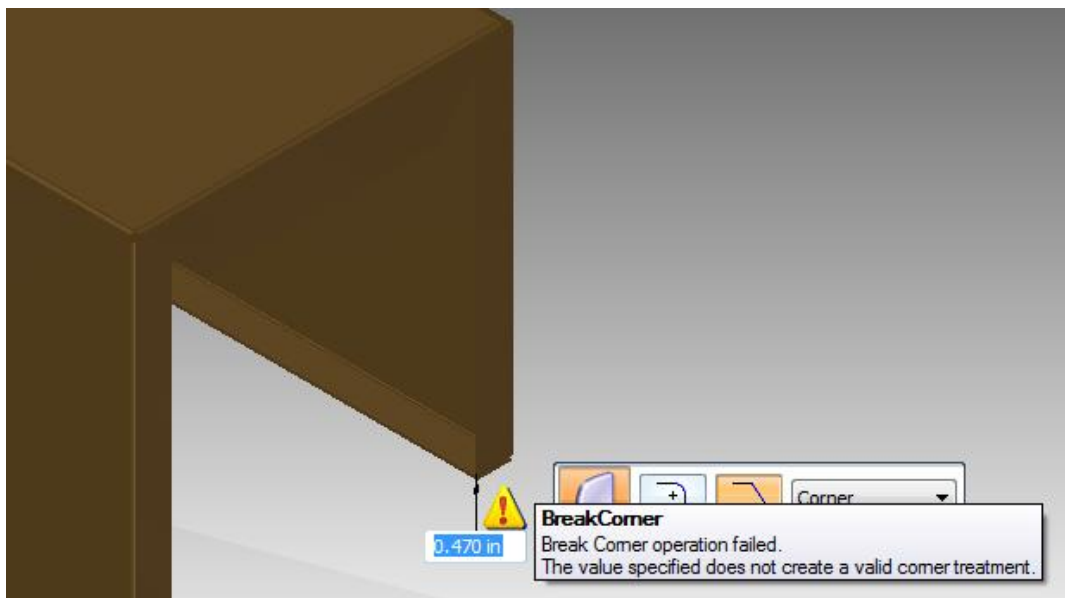 Corner
BreakCorner
0.470 in
Break Corner operation failed.
The value specified does not create a valid corner treatment.